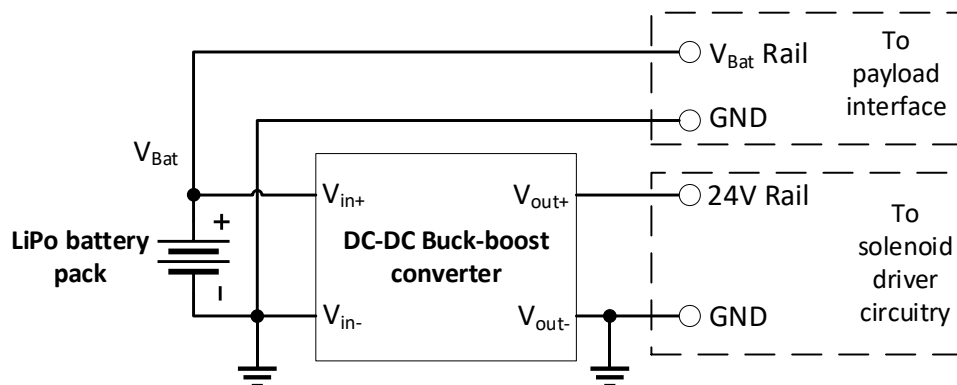 V_Bat Rail
To
payload
interface
GND
V_Bat
V_in+
V_out+
24V Rail
+
LiPo battery
pack
DC-DC Buck-boost
converter
To
solenoid
driver
circuitry
–
V_in-
V_out-
GND